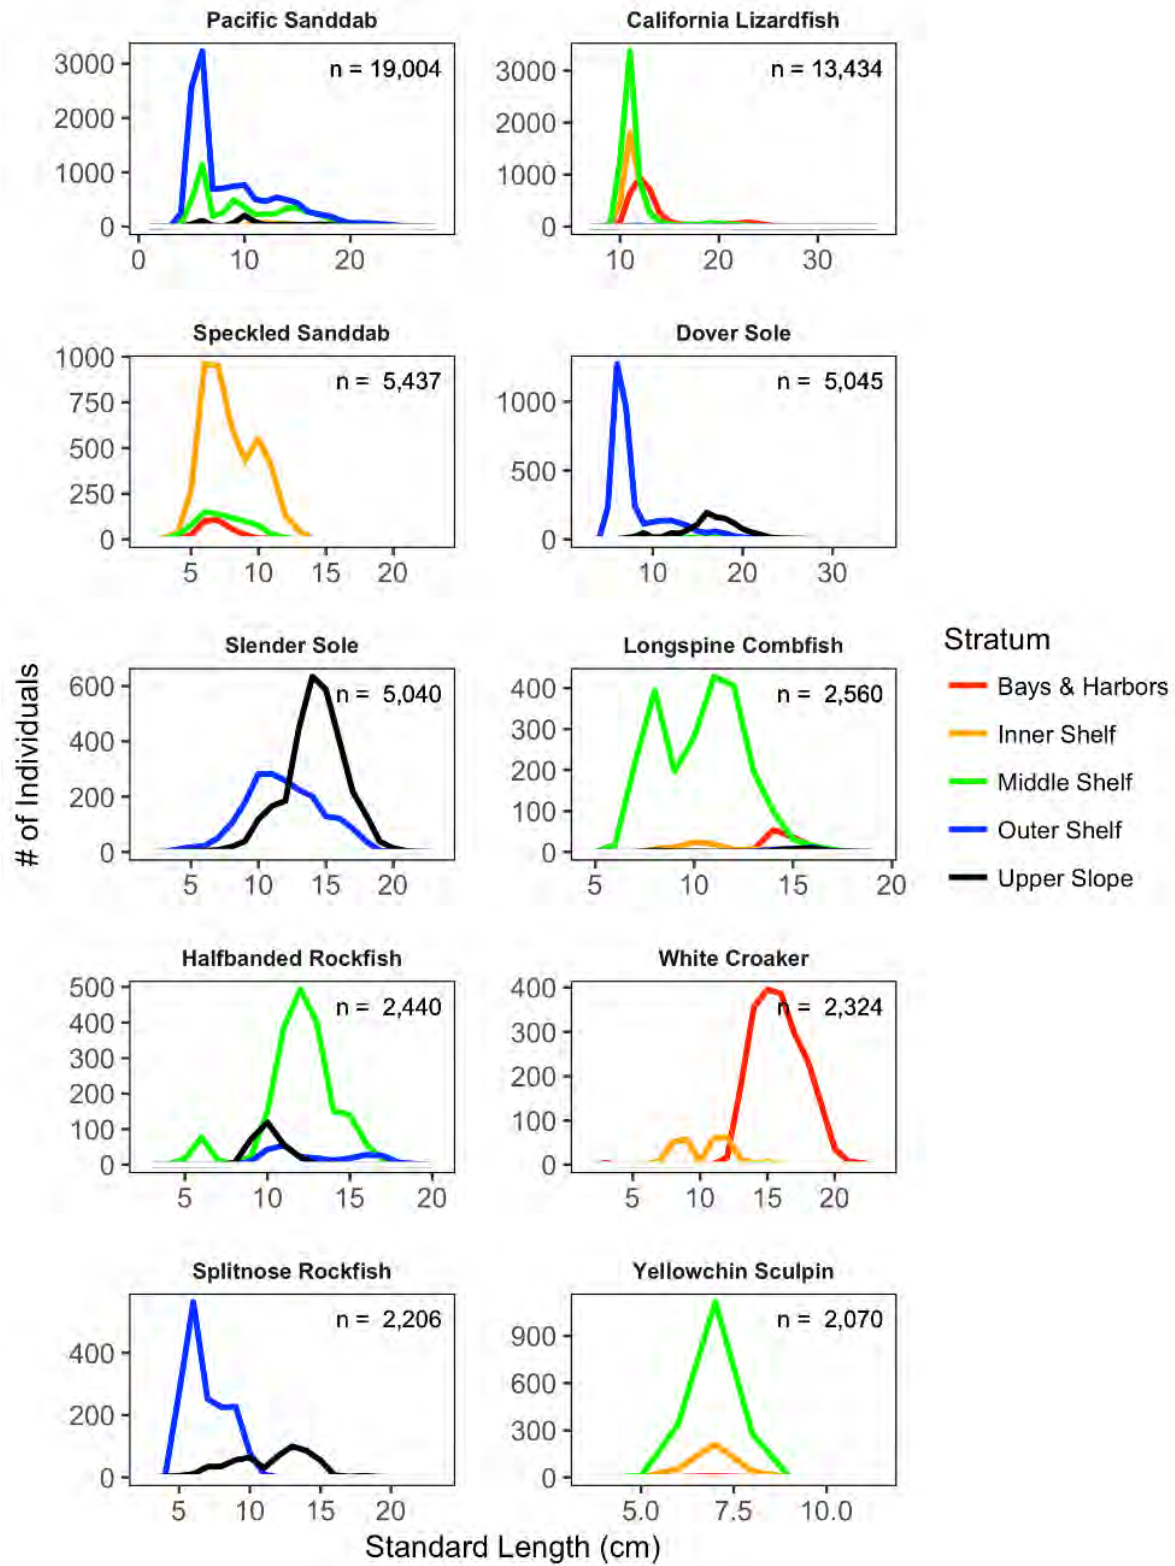 Pacific Sanddab
California Lizardfish
3000
2000
1000
0
n = 19,004
0 10 20
3000
2000
1000
0
n = 13,434
10 20 30
Speckled Sanddab
Dover Sole
1000
750
500
250
0
n = 5,437
5 10 15 20
1000
500
0
n = 5,045
10 20 30
# of Individuals
Slender Sole
Longspine Combfish
600
400
200
0
n = 5,040
5 10 15 20
400
300
200
100
0
n = 2,560
5 10 15 20
Stratum
Bays & Harbors
Inner Shelf
Middle Shelf
Outer Shelf
Upper Slope
Halfbanded Rockfish
White Croaker
500
400
300
200
100
0
n = 2,440
5 10 15 20
400
300
200
100
0
n = 2,324
5 10 15 20
Splitnose Rockfish
Yellowchin Sculpin
400
200
0
n = 2,206
5 10 15 20
900
600
300
0
n = 2,070
5.0 7.5 10.0
Standard Length (cm)